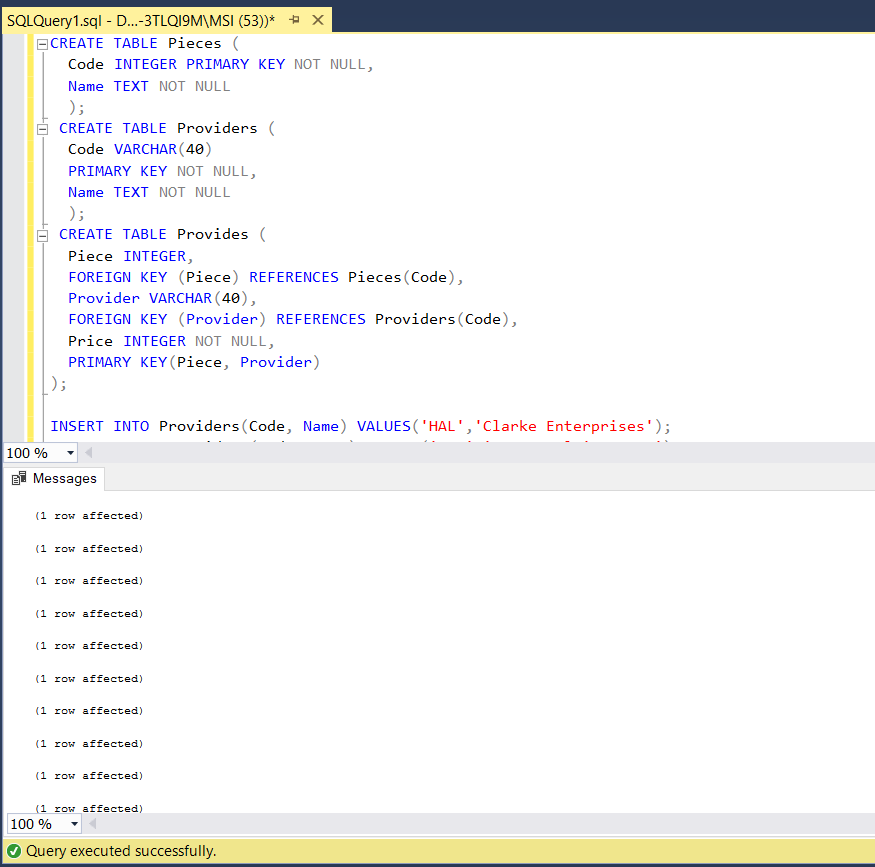 SQLQuery1.sql - D...-3TLQI9M\MSI (53))*
CREATE TABLE Pieces (
Code INTEGER PRIMARY KEY NOT NULL,
Name TEXT NOT NULL
);
CREATE TABLE Providers (
Code VARCHAR(40)
PRIMARY KEY NOT NULL,
Name TEXT NOT NULL
);
CREATE TABLE Provides (
Piece INTEGER,
FOREIGN KEY (Piece) REFERENCES Pieces(Code),
Provider VARCHAR(40),
FOREIGN KEY (Provider) REFERENCES Providers(Code),
Price INTEGER NOT NULL,
PRIMARY KEY(Piece, Provider)
);
INSERT INTO Providers(Code, Name) VALUES('HAL','Clarke Enterprises');
100 %
Messages
(1 row affected)
(1 row affected)
(1 row affected)
(1 row affected)
(1 row affected)
(1 row affected)
(1 row affected)
(1 row affected)
(1 row affected)
(1 row affected)
100 %
Query executed successfully.